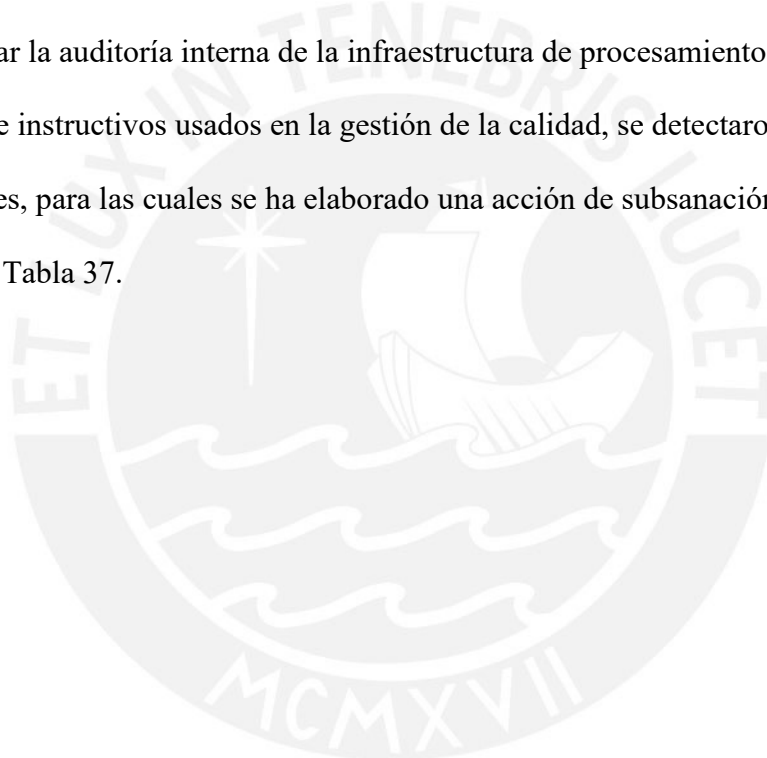 ar la auditoría interna de la infraestructura de procesamiento
e instructivos usados en la gestión de la calidad, se detectaro
es, para las cuales se ha elaborado una acción de subsanación
Tabla 37.
ET LUX IN TENEBRIS LUCET
MCMXVII